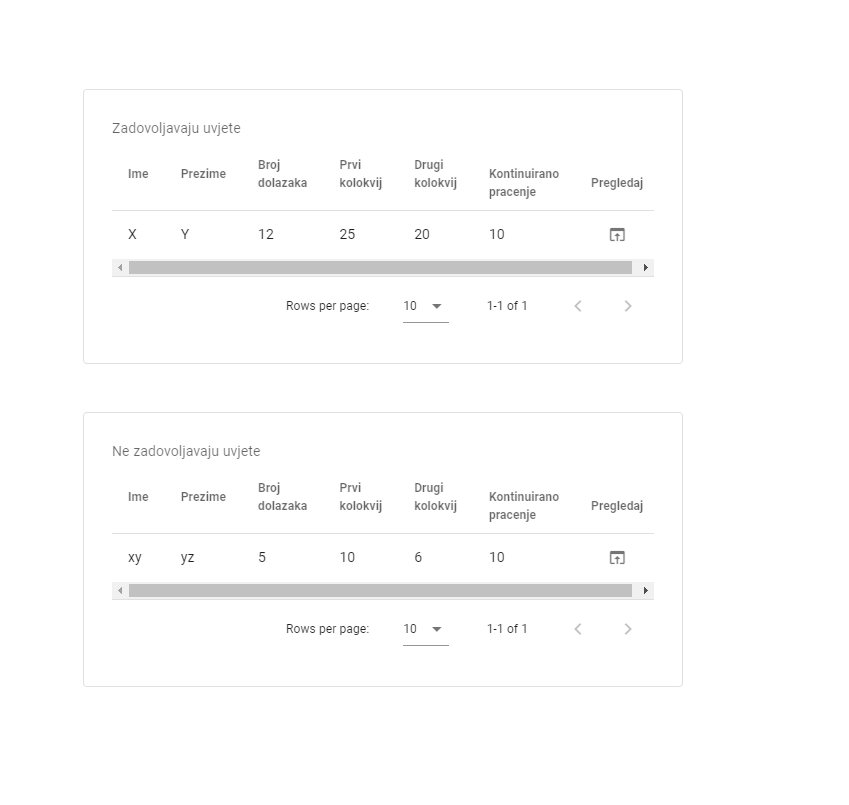 Zadovoljavaju uvjete
Ime Prezime Broj dolazaka Prvi kolokvij Drugi kolokvij Kontinuirano pracenje Pregledaj
X Y 12 25 20 10
Rows per page: 10 1-1 of 1
Ne zadovoljavaju uvjete
Ime Prezime Broj dolazaka Prvi kolokvij Drugi kolokvij Kontinuirano pracenje Pregledaj
xy yz 5 10 6 10
Rows per page: 10 1-1 of 1